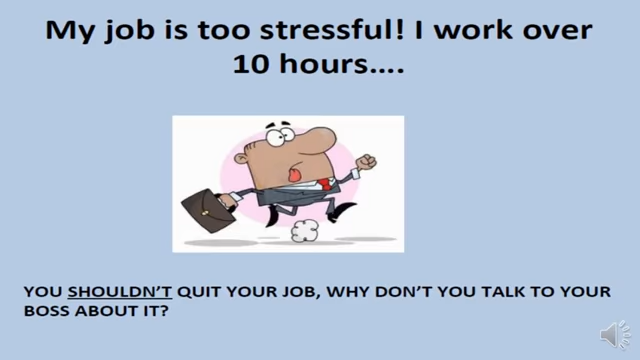 My job is too stressful! I work over
10 hours....
YOU SHOULDN'T QUIT YOUR JOB, WHY DON'T YOU TALK TO YOUR
BOSS ABOUT IT?